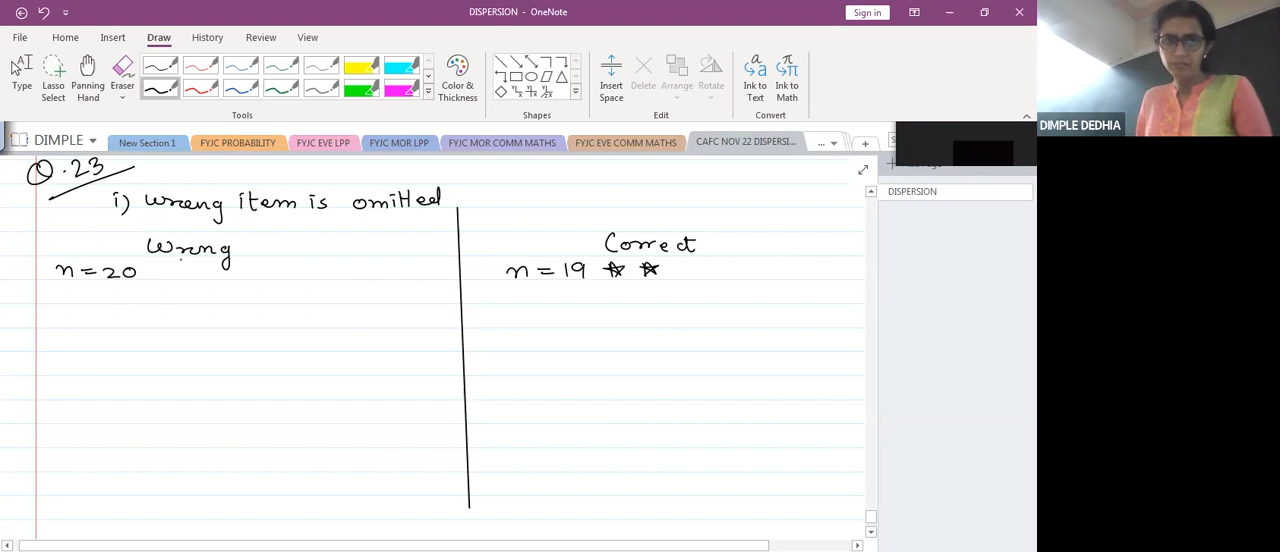 DISPERSION - OneNote
Sign in
File Home Insert Draw History Review View
Type
Lasso Select
Panning Hand
Eraser
Color & Thickness
Insert Space
Delete
Arrange
Rotate
Ink to Text
Ink to Math
Tools
Shapes
Edit
Convert
DIMPLE
New Section 1
FYJC PROBABILITY
FYJC EVE LPP
FYJC MOR LPP
FYJC MOR COMM MATHS
FYJC EVE COMM MATHS
CAFC NOV 22 DISPERSI...
DIMPLE DEDHIA
DISPERSION
Q.23
i) wrong item is omitted
Wrong
Correct
n = 20
n = 19